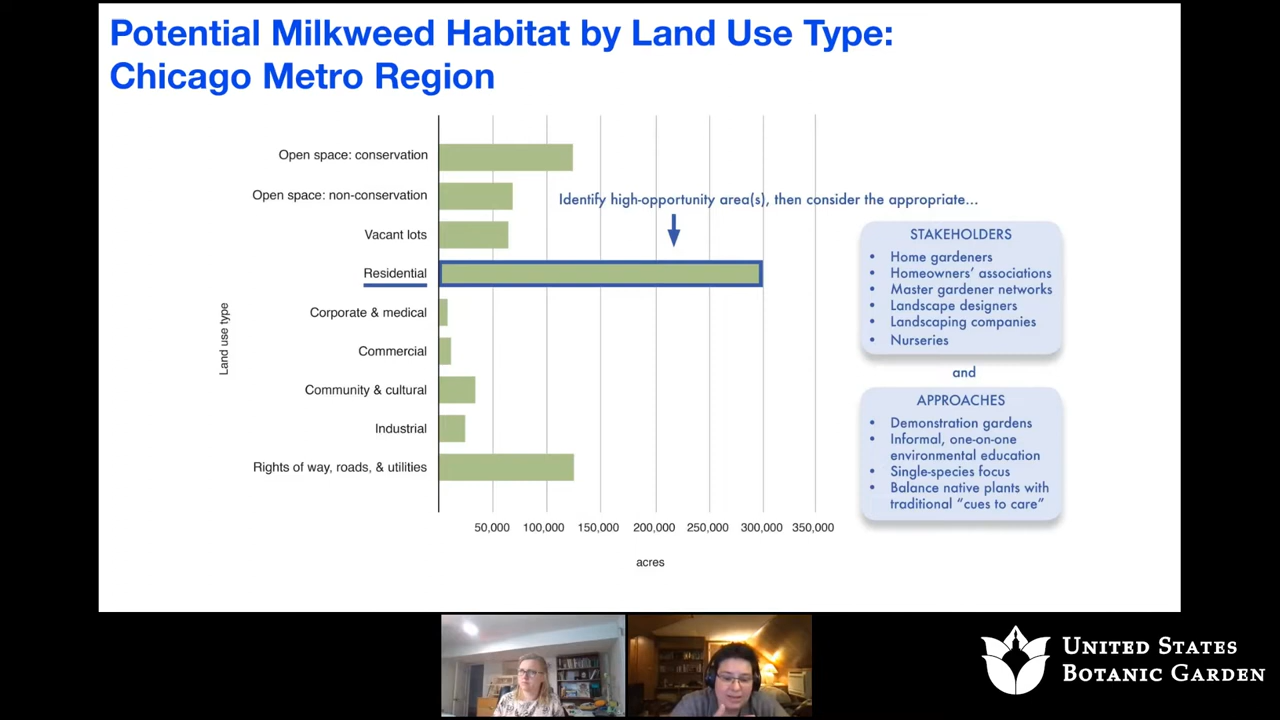 Potential Milkweed Habitat by Land Use Type:
Chicago Metro Region
Open space: conservation
Open space: non-conservation
Vacant lots
Residential
Corporate & medical
Commercial
Community & cultural
Industrial
Rights of way, roads, & utilities
Land use type
50,000 100,000 150,000 200,000 250,000 300,000 350,000
acres
Identify high-opportunity area(s), then consider the appropriate...
STAKEHOLDERS
• Home gardeners
• Homeowners’ associations
• Master gardener networks
• Landscape designers
• Landscaping companies
• Nurseries
and
APPROACHES
• Demonstration gardens
• Informal, one-on-one
environmental education
• Single-species focus
• Balance native plants with
traditional “cues to care”
UNITED STATES
BOTANIC GARDEN